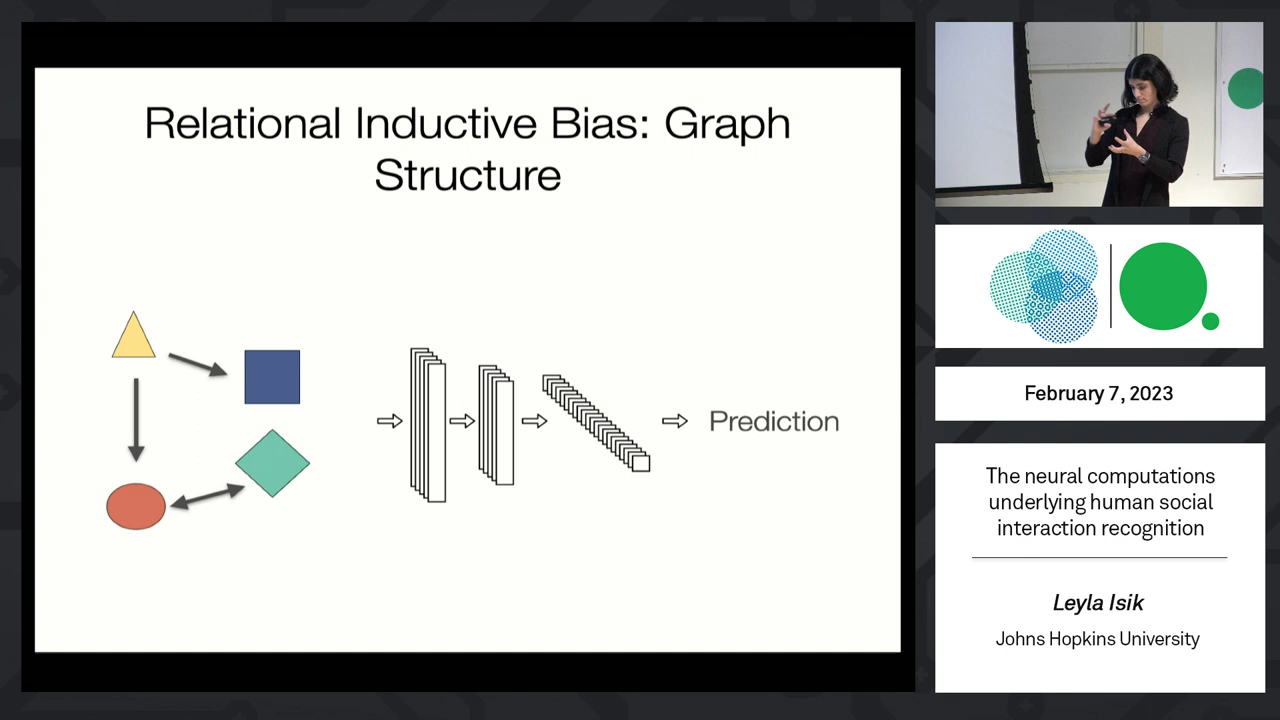 Relational Inductive Bias: Graph
Structure
Prediction
February 7, 2023
The neural computations
underlying human social
interaction recognition
Leyla Isik
Johns Hopkins University